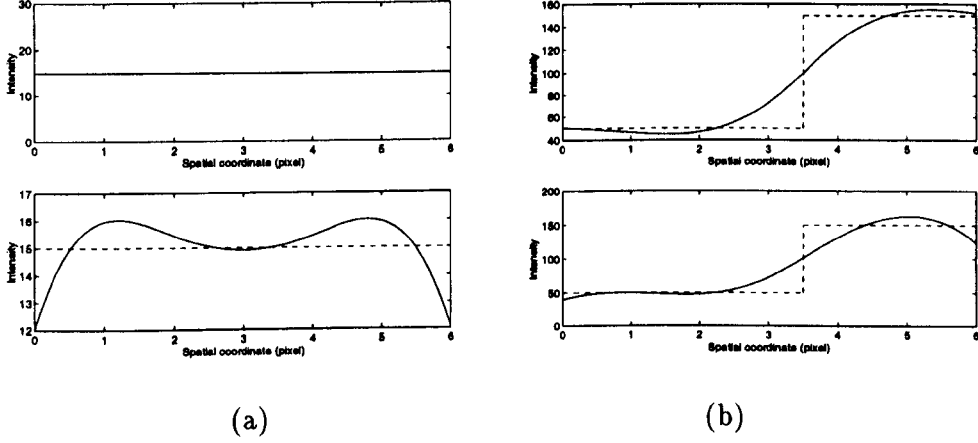 30
20
10
0
Intensity
0 1 2 3 4 5 6
Spatial coordinate (pixel)
17
16
15
14
13
12
Intensity
0 1 2 3 4 5 6
Spatial coordinate (pixel)
(a)
160
140
120
100
80
60
40
Intensity
0 1 2 3 4 5 6
Spatial coordinate (pixel)
200
150
100
50
0
Intensity
0 1 2 3 4 5 6
Spatial coordinate (pixel)
(b)